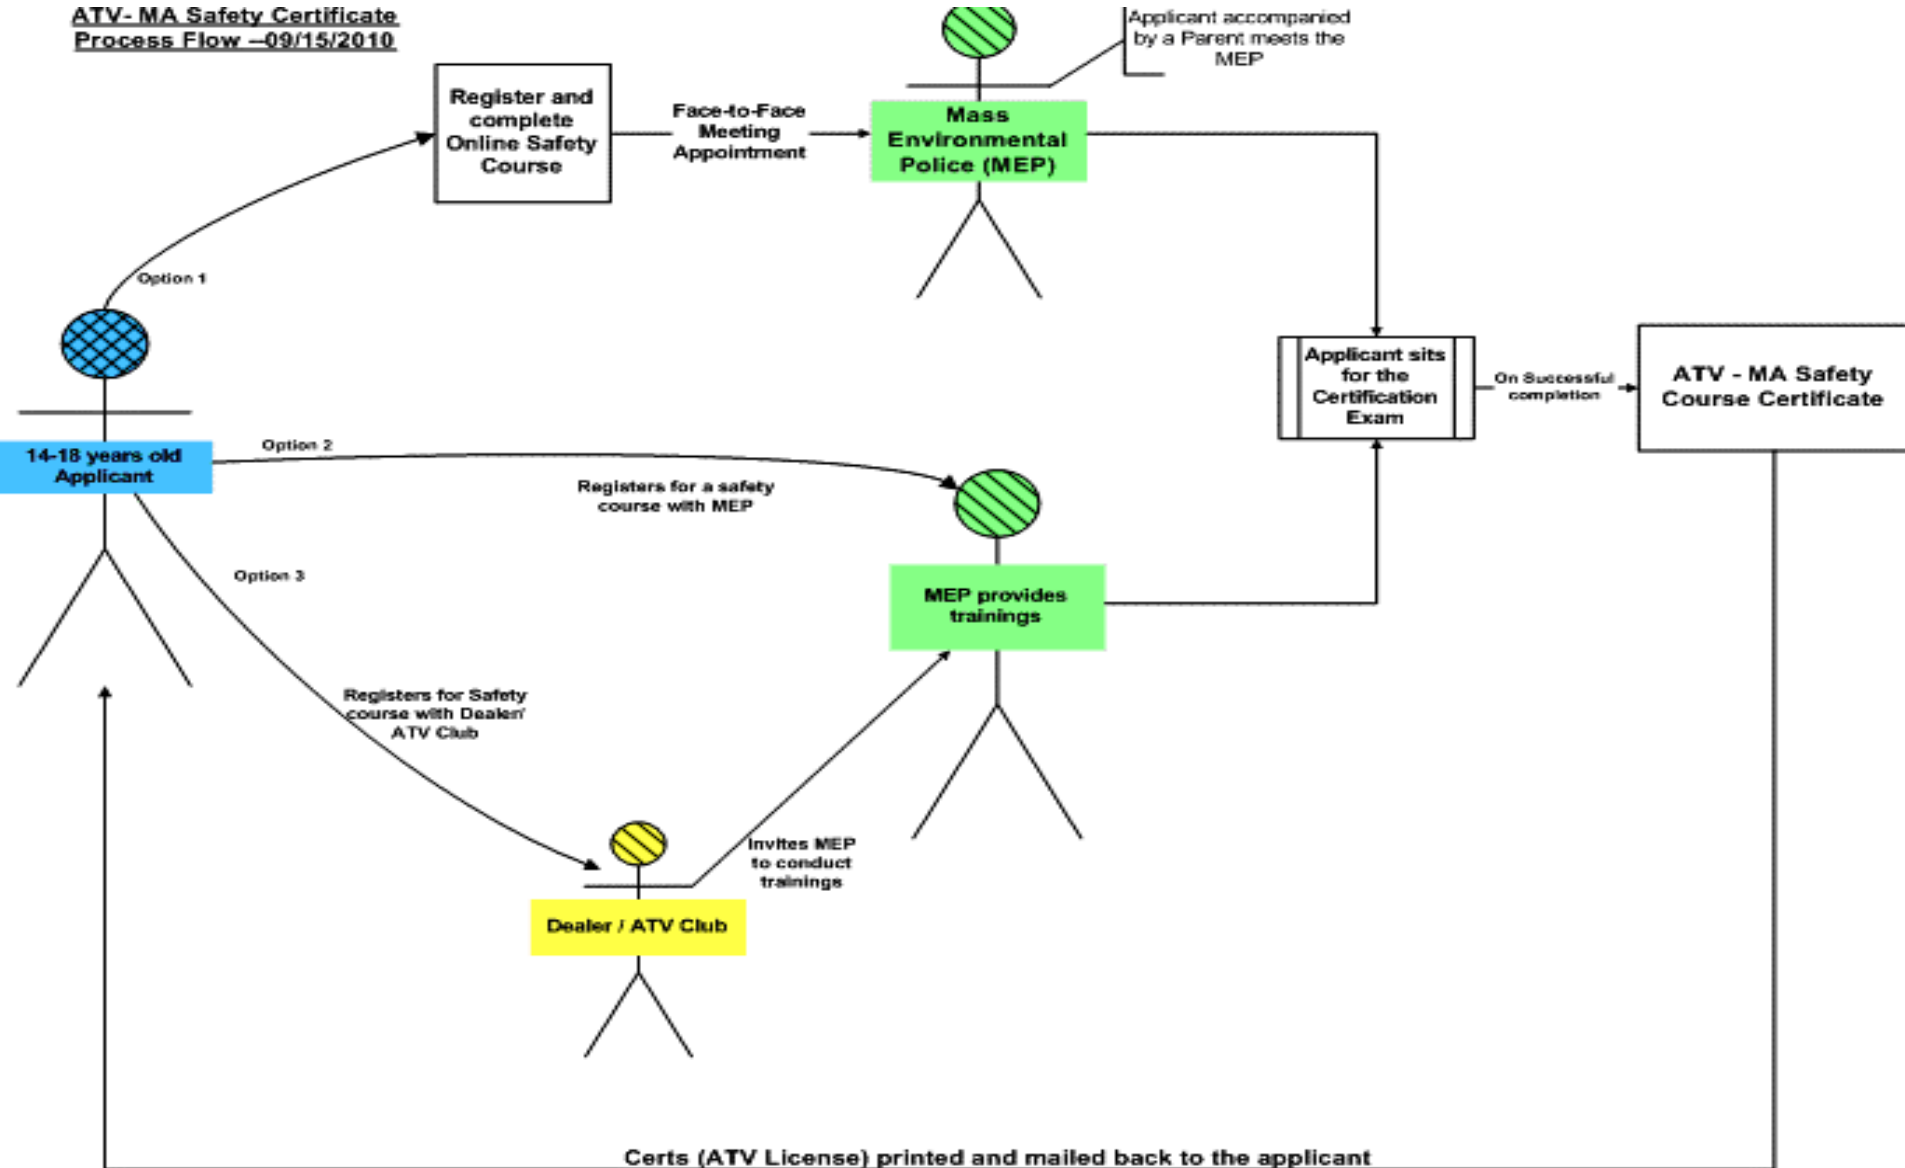 ATV- MA Safety Certificate
Process Flow --09/15/2010
Applicant accompanied
by a Parent meets the
MEP
Register and
complete
Online Safety
Course
Face-to-Face
Meeting
Appointment
Mass
Environmental
Police (MEP)
Option 1
Applicant sits
for the
Certification
Exam
On Successful
completion
ATV - MA Safety
Course Certificate
14-18 years old
Applicant
Option 2
Registers for a safety
course with MEP
Option 3
MEP provides
trainings
Registers for Safety
course with Dealer/
ATV Club
Invites MEP
to conduct
trainings
Dealer / ATV Club
Certs (ATV License) printed and mailed back to the applicant